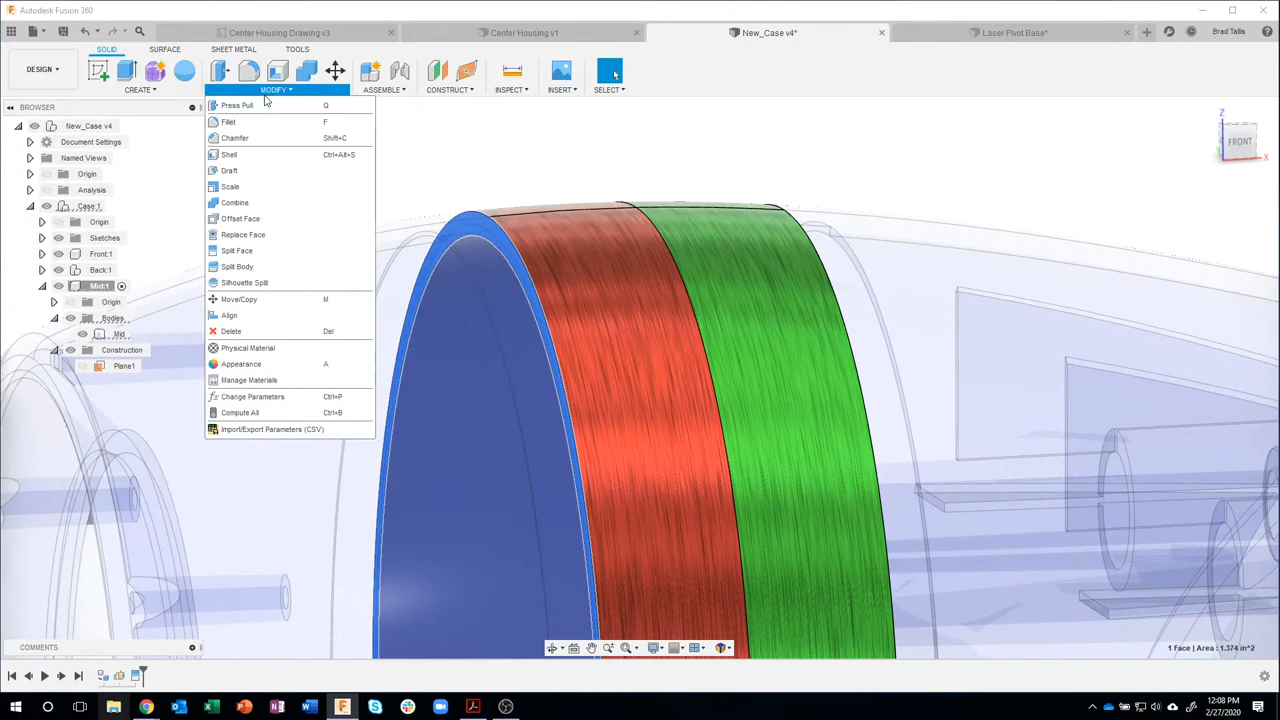 Autodesk Fusion 360
Center Housing Drawing v3
Center Housing v1
New_Case v4*
Laser Pivot Base*
Brad Tallis
SOLID
SURFACE
SHEET METAL
TOOLS
DESIGN
CREATE
MODIFY
ASSEMBLE
CONSTRUCT
INSPECT
INSERT
SELECT
BROWSER
New_Case v4
Document Settings
Named Views
Origin
Analysis
Case:1
Origin
Sketches
Front:1
Back:1
Mid:1
Origin
Bodies
Mid
Construction
Plane1
Press Pull Q
Fillet F
Chamfer Shift+C
Shell Ctrl+Alt+S
Draft
Scale
Combine
Offset Face
Replace Face
Split Face
Split Body
Silhouette Split
Move/Copy M
Align
Delete Del
Physical Material
Appearance A
Manage Materials
Change Parameters Ctrl+P
Compute All Ctrl+B
Import/Export Parameters (CSV)
Z
FRONT
X
COMMENTS
1 Face | Area : 1.374 in^2
12:08 PM
2/27/2020